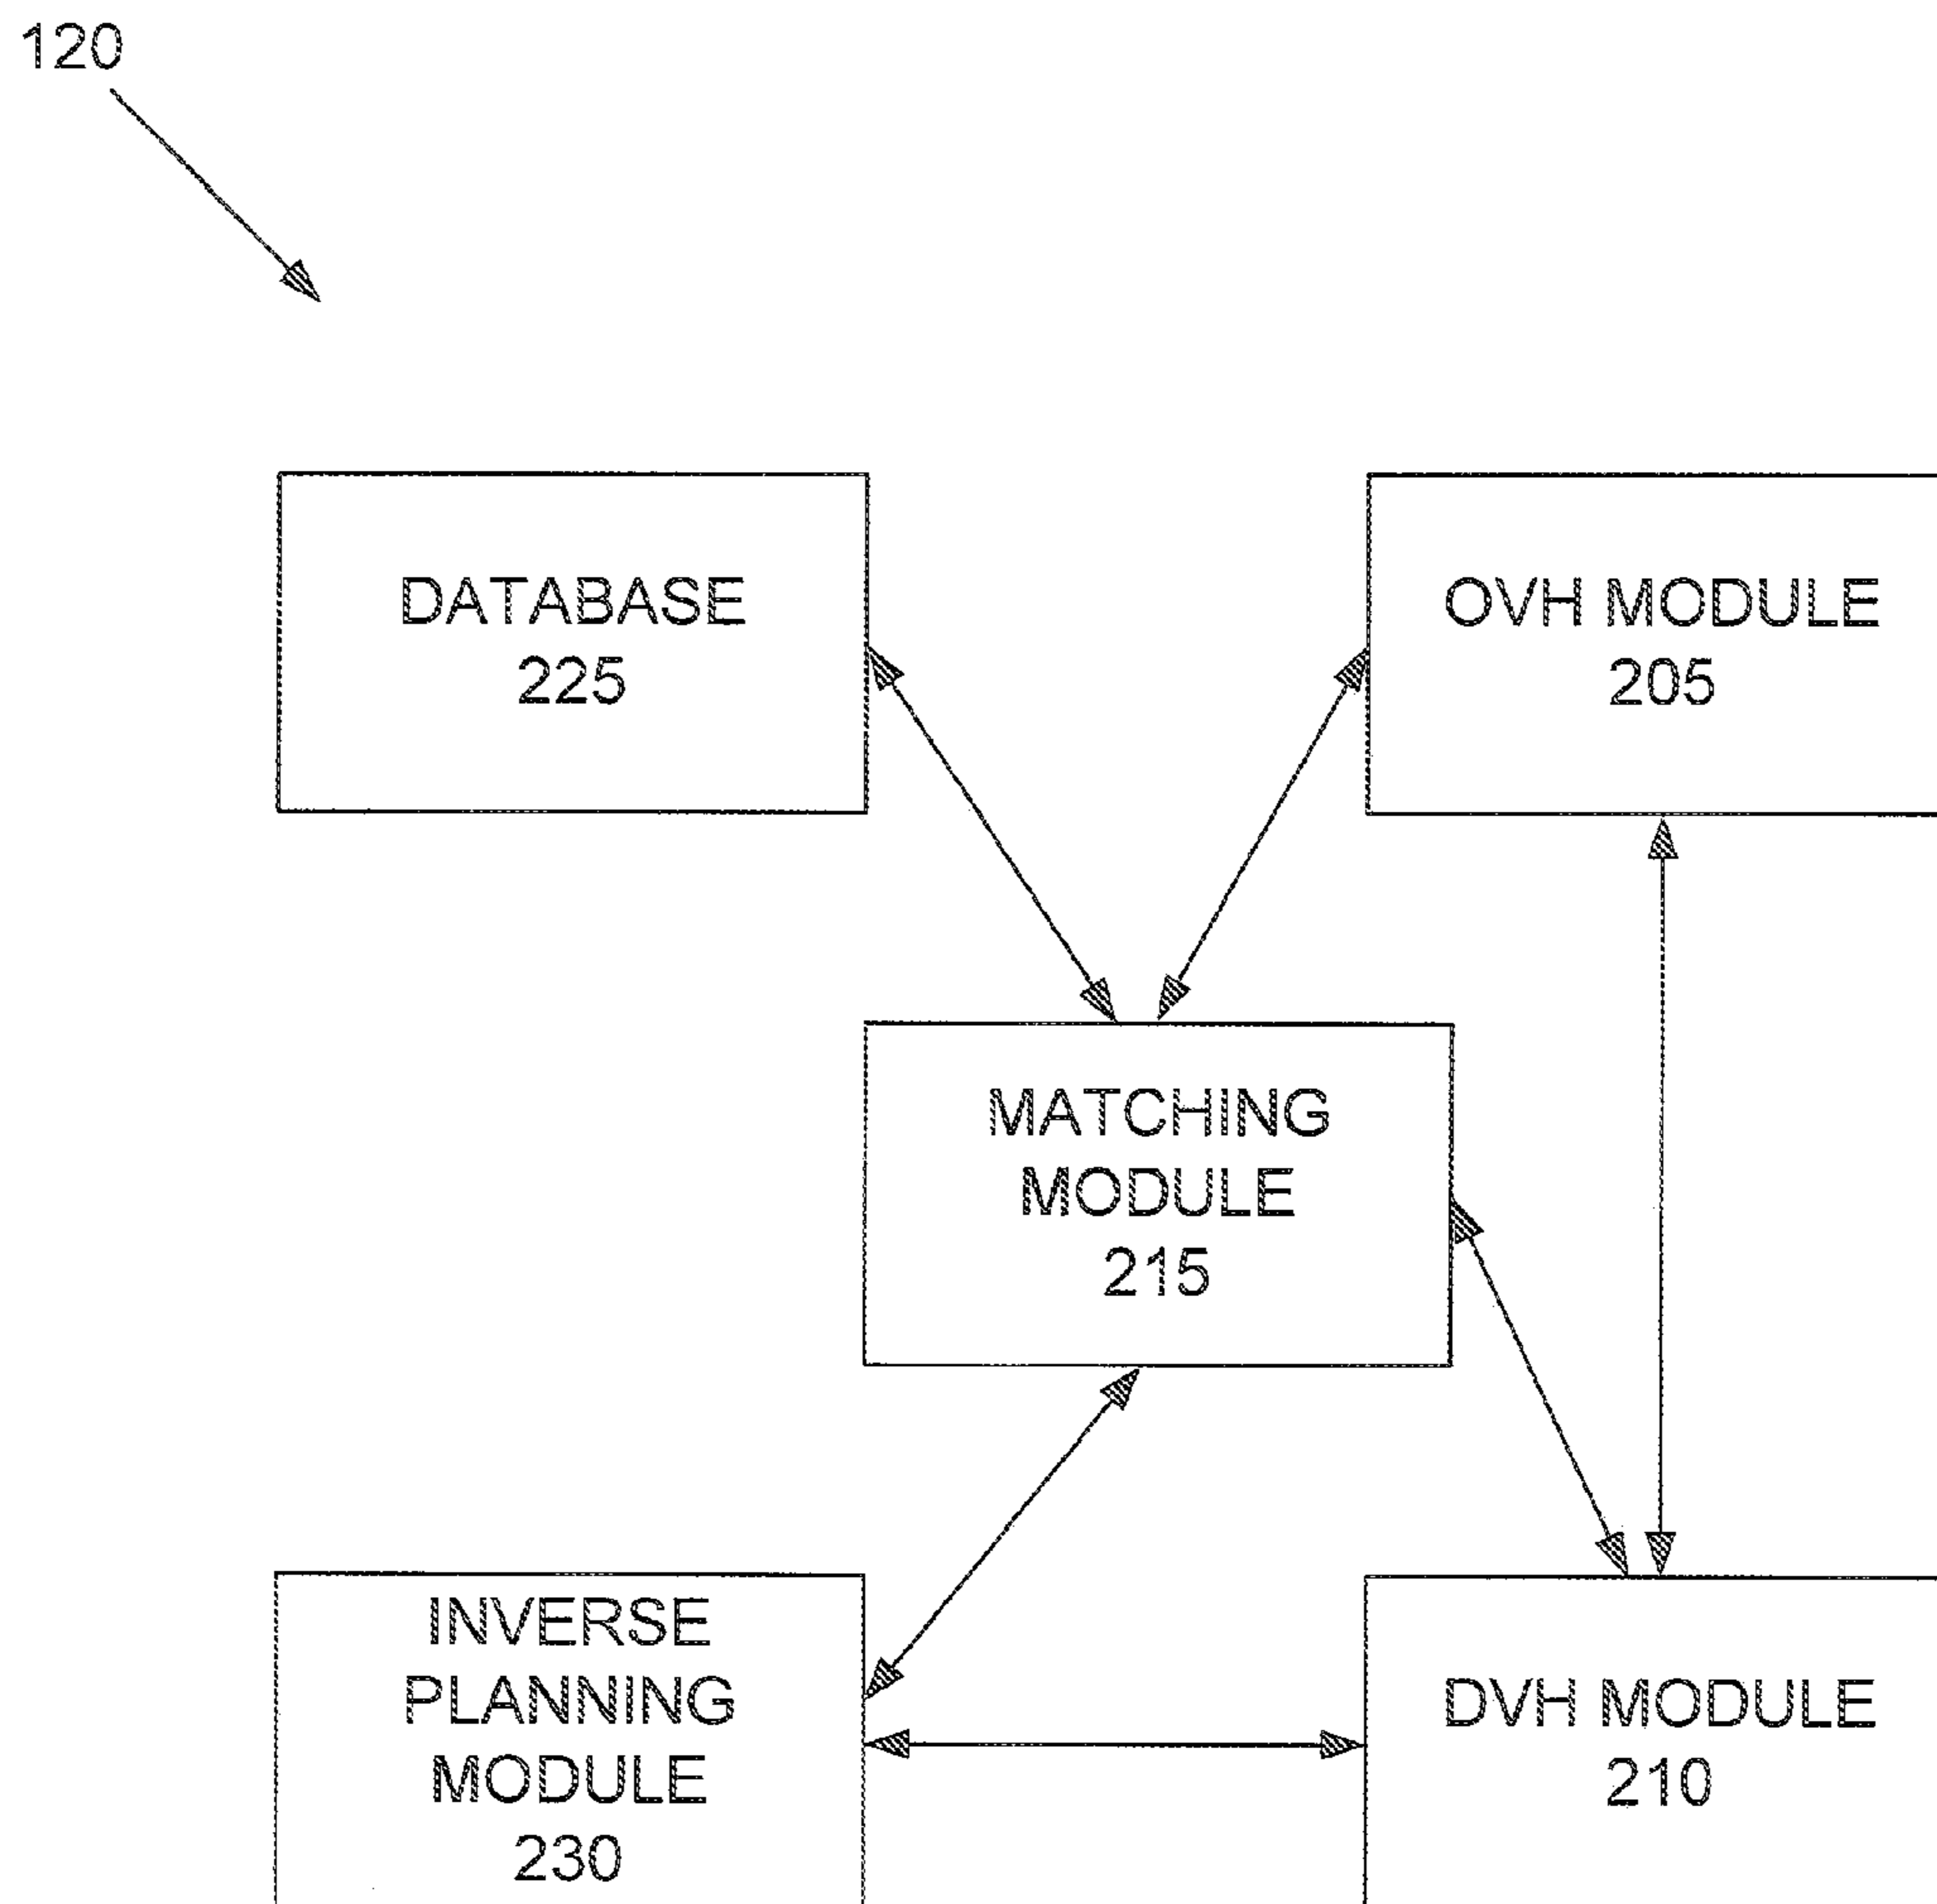 120
DATABASE
225
OVH MODULE
205
MATCHING
MODULE
215
INVERSE
PLANNING
MODULE
230
DVH MODULE
210